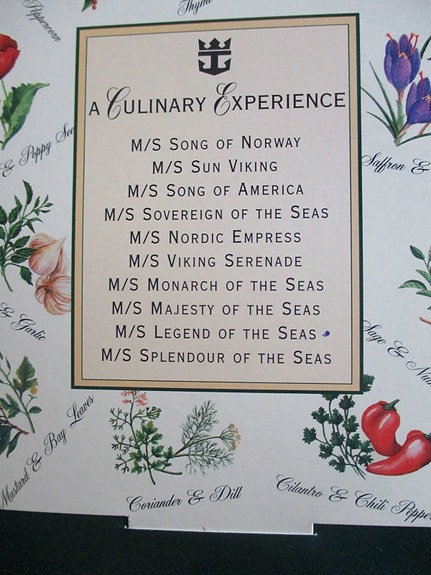 Peppercorn
Thyme
A Culinary Experience
M/S Song of Norway
M/S Sun Viking
M/S Song of America
M/S Sovereign of the Seas
M/S Nordic Empress
M/S Viking Serenade
M/S Monarch of the Seas
M/S Majesty of the Seas
M/S Legend of the Seas
M/S Splendour of the Seas
& Poppy See
Saffron &
& Garlic
Sage &
Mustard & Bay Leaves
Coriander & Dill
Cilantro & Chili Pepper